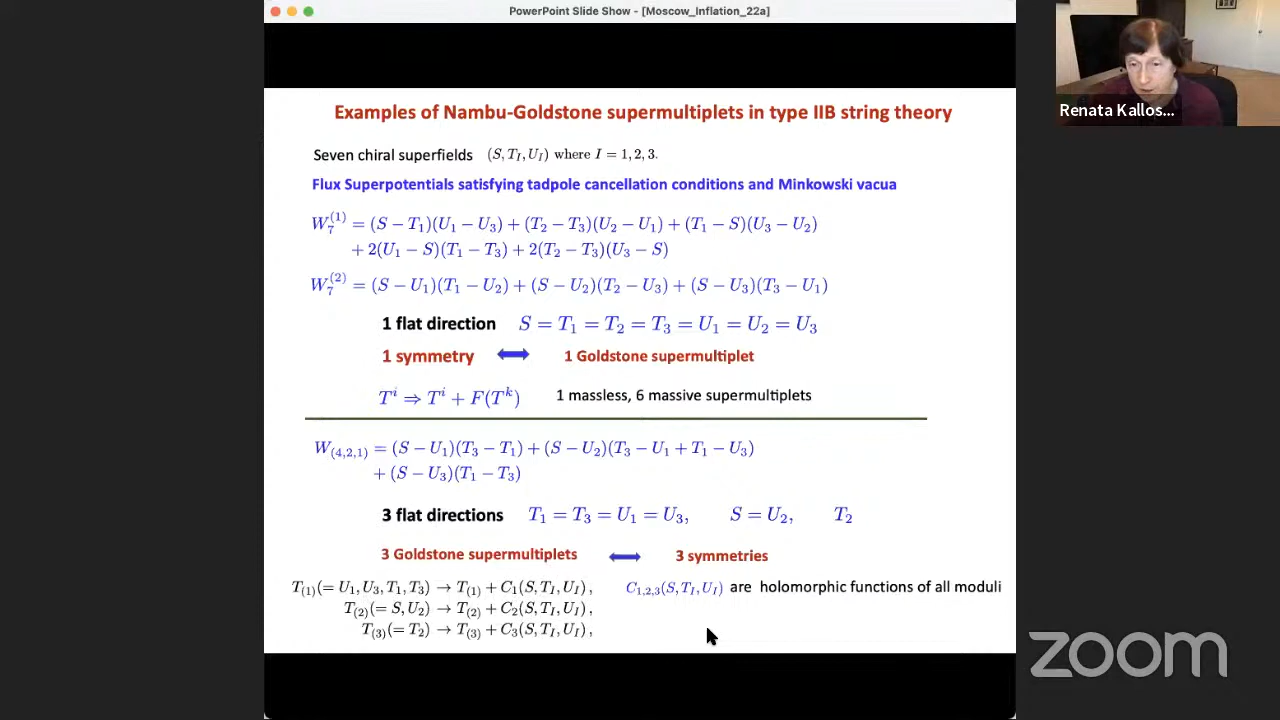 PowerPoint Slide Show - [Moscow_Inflation_22a]
Renata Kallos...
Examples of Nambu-Goldstone supermultiplets in type IIB string theory
Seven chiral superfields (S, T_I, U_I) where I = 1, 2, 3.
Flux Superpotentials satisfying tadpole cancellation conditions and Minkowski vacua
W_7^{(1)} = (S − T_1)(U_1 − U_3) + (T_2 − T_3)(U_2 − U_1) + (T_1 − S)(U_3 − U_2)
+ 2(U_1 − S)(T_1 − T_3) + 2(T_2 − T_3)(U_3 − S)
W_7^{(2)} = (S − U_1)(T_1 − U_2) + (S − U_2)(T_2 − U_3) + (S − U_3)(T_3 − U_1)
1 flat direction S = T_1 = T_2 = T_3 = U_1 = U_2 = U_3
1 symmetry ⟷ 1 Goldstone supermultiplet
T^i ⇒ T^i + F(T^k) 1 massless, 6 massive supermultiplets
W_{(4,2,1)} = (S − U_1)(T_3 − T_1) + (S − U_2)(T_3 − U_1 + T_1 − U_3)
+ (S − U_3)(T_1 − T_3)
3 flat directions T_1 = T_3 = U_1 = U_3, S = U_2, T_2
3 Goldstone supermultiplets ⟷ 3 symmetries
T_{(1)}(= U_1, U_3, T_1, T_3) → T_{(1)} + C_1(S, T_I, U_I), C_{1,2,3}(S, T_I, U_I) are holomorphic functions of all moduli
T_{(2)}(= S, U_2) → T_{(2)} + C_2(S, T_I, U_I),
T_{(3)}(= T_2) → T_{(3)} + C_3(S, T_I, U_I),
zoom